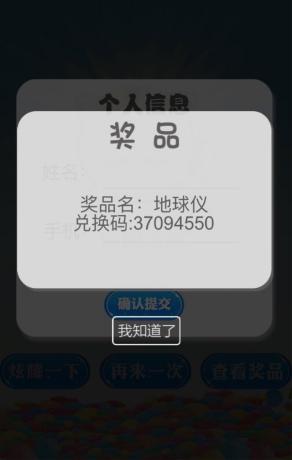 个人信息
奖 品
姓名:
奖品名：地球仪
兑换码:37094550
手机
确认提交
我知道了
炫耀一下
再来一次
查看奖品